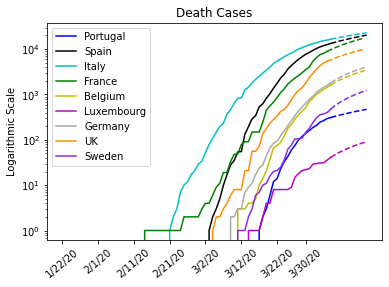 Death Cases
Logarithmic Scale
10⁴
10³
10²
10¹
10⁰
Portugal
Spain
Italy
France
Belgium
Luxembourg
Germany
UK
Sweden
1/22/20
2/1/20
2/11/20
2/21/20
3/2/20
3/12/20
3/22/20
3/30/20